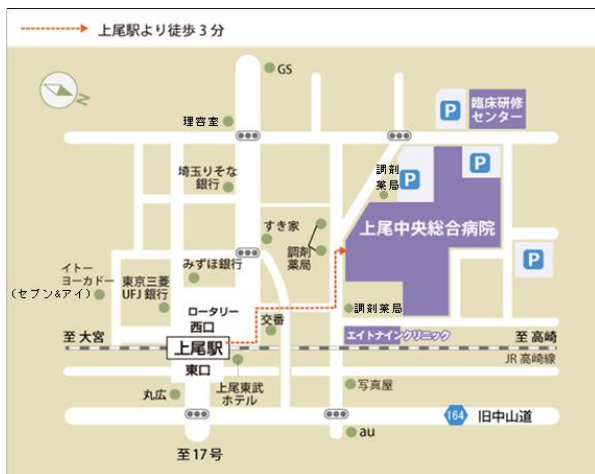 上尾駅より徒歩3分
GS
N
理容室
P
臨床研修
センター
埼玉りそな
銀行
調剤
薬局
P
P
上尾中央総合病院
すき家
調剤
薬局
P
イトー
ヨーカドー
(セブン&アイ)
東京三菱
UFJ銀行
みずほ銀行
ロータリー
西口
交番
調剤薬局
エイトナインクリニック
至 大宮
上尾駅
至 高崎
JR 高崎線
東口
上尾東武
ホテル
丸広
写真屋
164
旧中山道
au
至17号